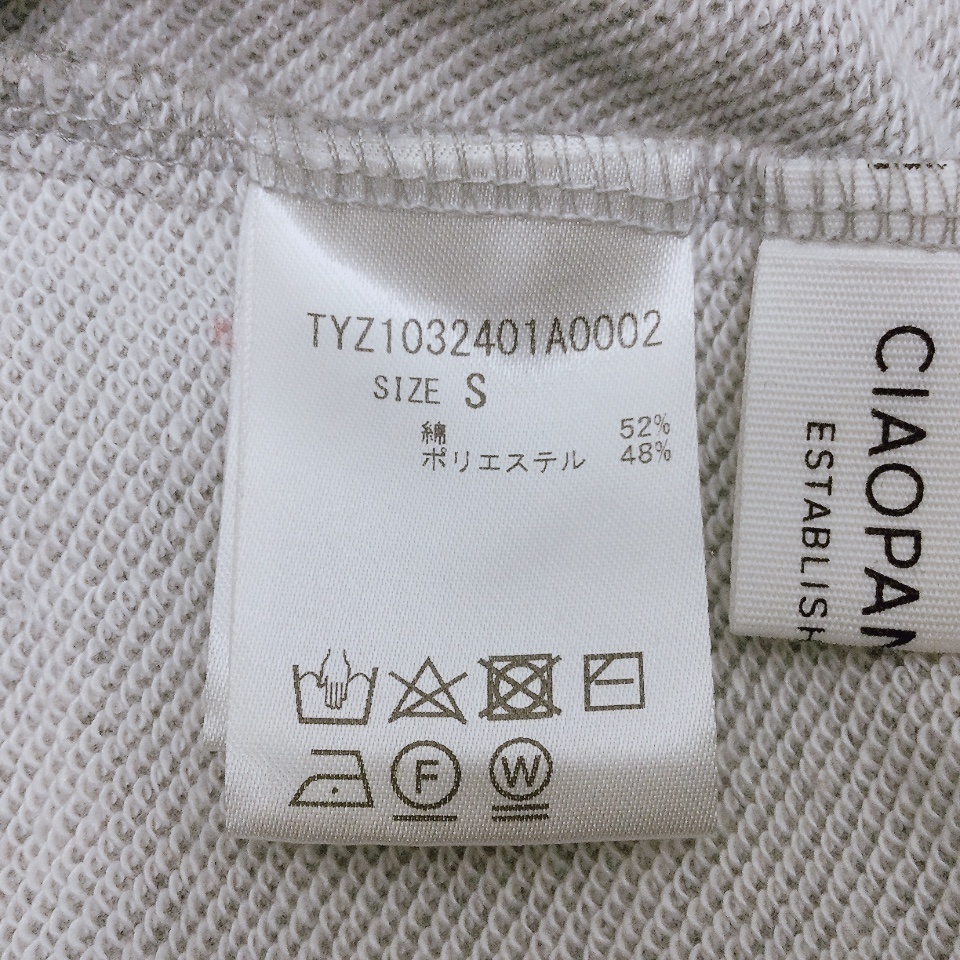 TYZ1032401A0002
SIZE S
綿 52%
ポリエステル 48%
F
W
CIAOPAN
ESTABLISH